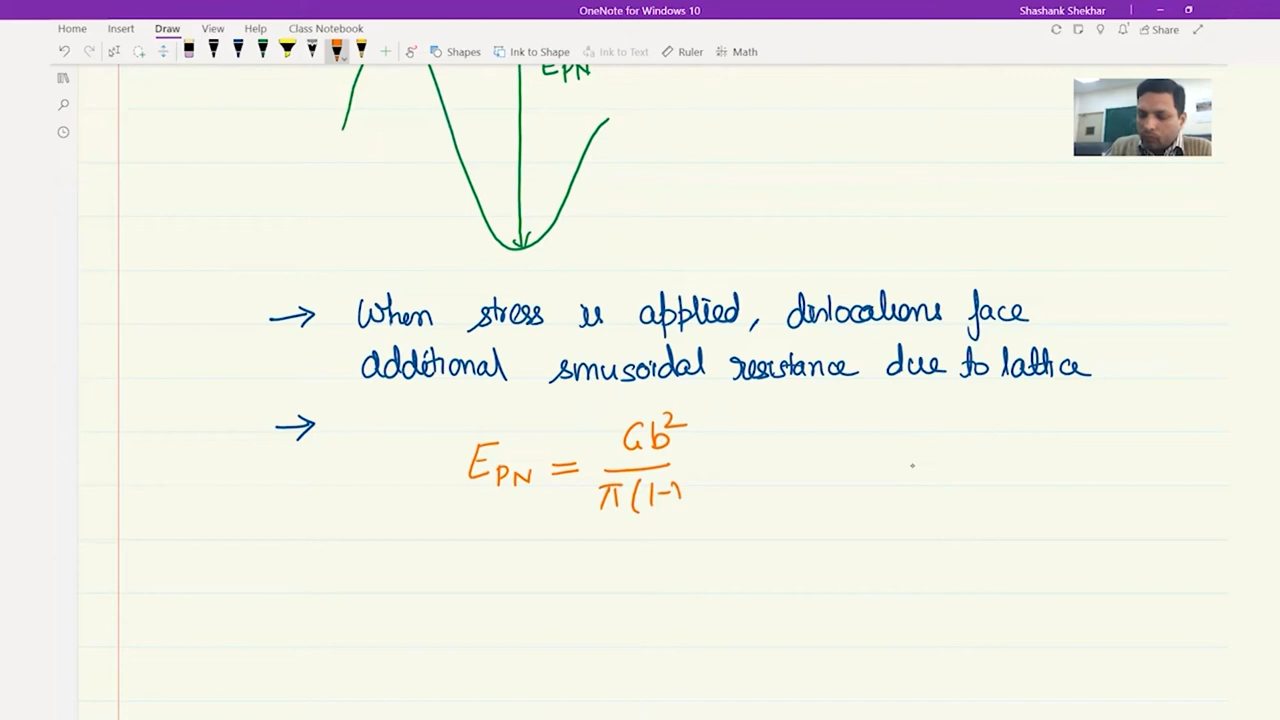 OneNote for Windows 10
Shashank Shekhar
Home Insert Draw View Help Class Notebook
Shapes Ink to Shape Ink to Text Ruler Math Share
EPN
→ When stress is applied, dislocations face
additional sinusoidal resistance due to lattice
→
E_PN = Gb² / π(1-ν